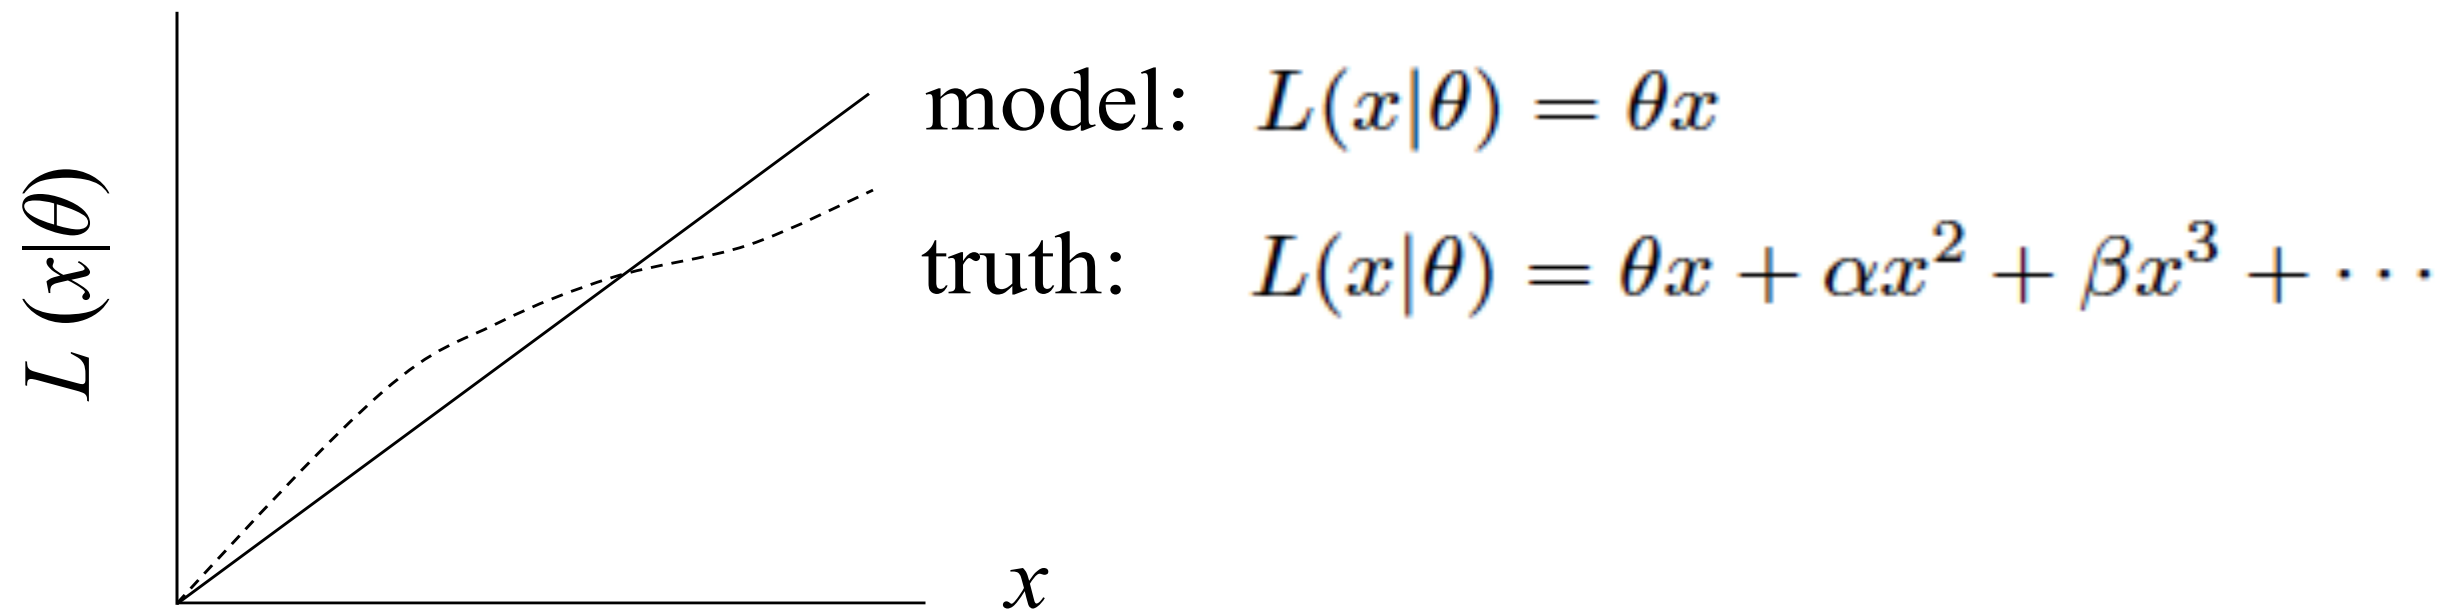 L (x|θ)
model: L(x|θ) = θx
truth: L(x|θ) = θx + αx² + βx³ + ···
x